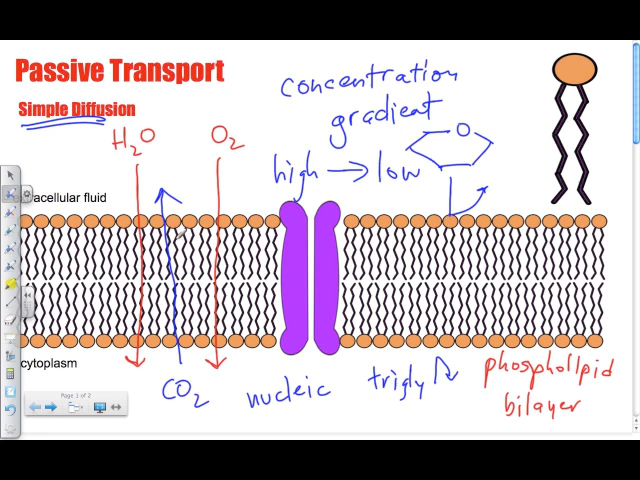 Passive Transport
Simple Diffusion
concentration
gradient
H₂O
O₂
O
high → low
acellular fluid
cytoplasm
CO₂
nucleic
trigly
phospholipid
bilayer
Page 1 of 2